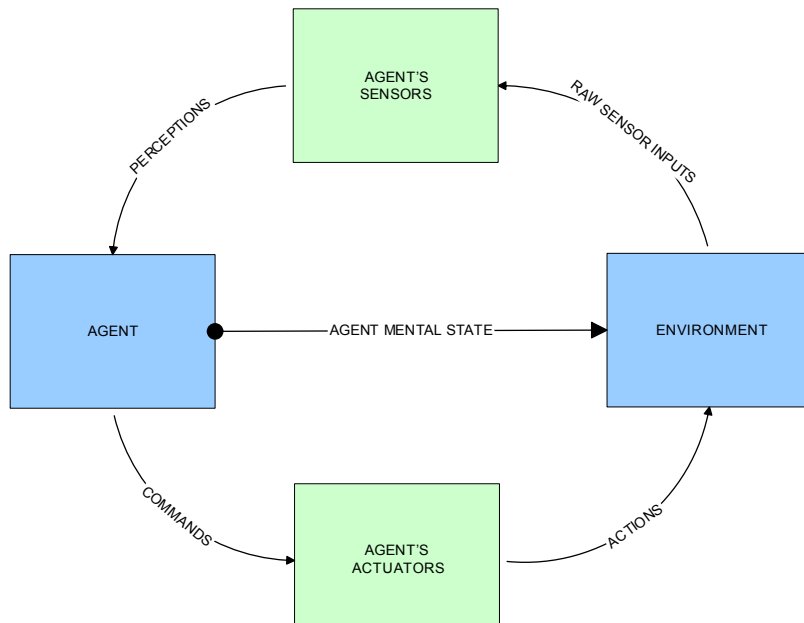 AGENT'S
SENSORS
PERCEPTIONS
RAW SENSOR INPUTS
AGENT
AGENT MENTAL STATE
ENVIRONMENT
COMMANDS
ACTIONS
AGENT'S
ACTUATORS